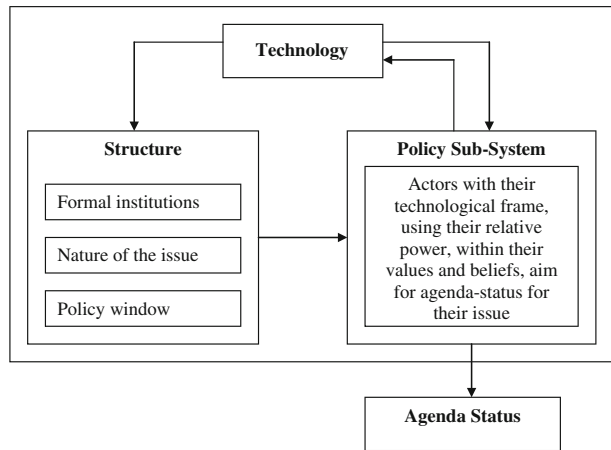 Technology
Structure
Formal institutions
Nature of the issue
Policy window
Policy Sub-System
Actors with their
technological frame,
using their relative
power, within their
values and beliefs, aim
for agenda-status for
their issue
Agenda Status